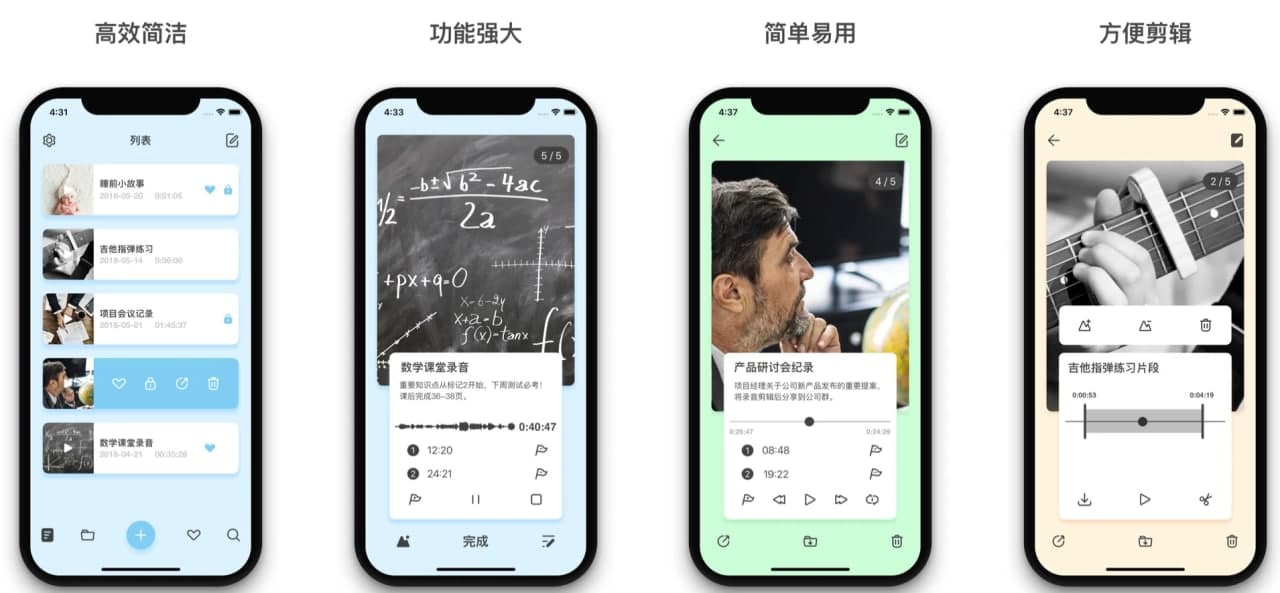 高效简洁
功能强大
简单易用
方便剪辑
4:31
列表
睡前小故事
2018-05-20 0:01:06
吉他指弹练习
2018-05-14 0:06:06
项目会议记录
2018-05-01 01:45:37
数学课堂录音
2018-04-21 00:35:28
4:33
5 / 5
-b±√b²-4ac
½ =
2a
+px+q=0
x-6-2y
x+a-b
f(x)=tanx
f(
数学课堂录音
重要知识点从标记2开始，下周测试必考！
课后完成36-38页。
0:40:47
1 12:20
2 24:21
完成
4:37
4 / 5
产品研讨会纪录
项目经理关于公司新产品发布的重要提案，
将录音剪辑后分享到公司群。
0:26:47 0:24:29
1 08:48
2 19:22
4:37
2 / 5
吉他指弹练习片段
0:00:53 0:04:19